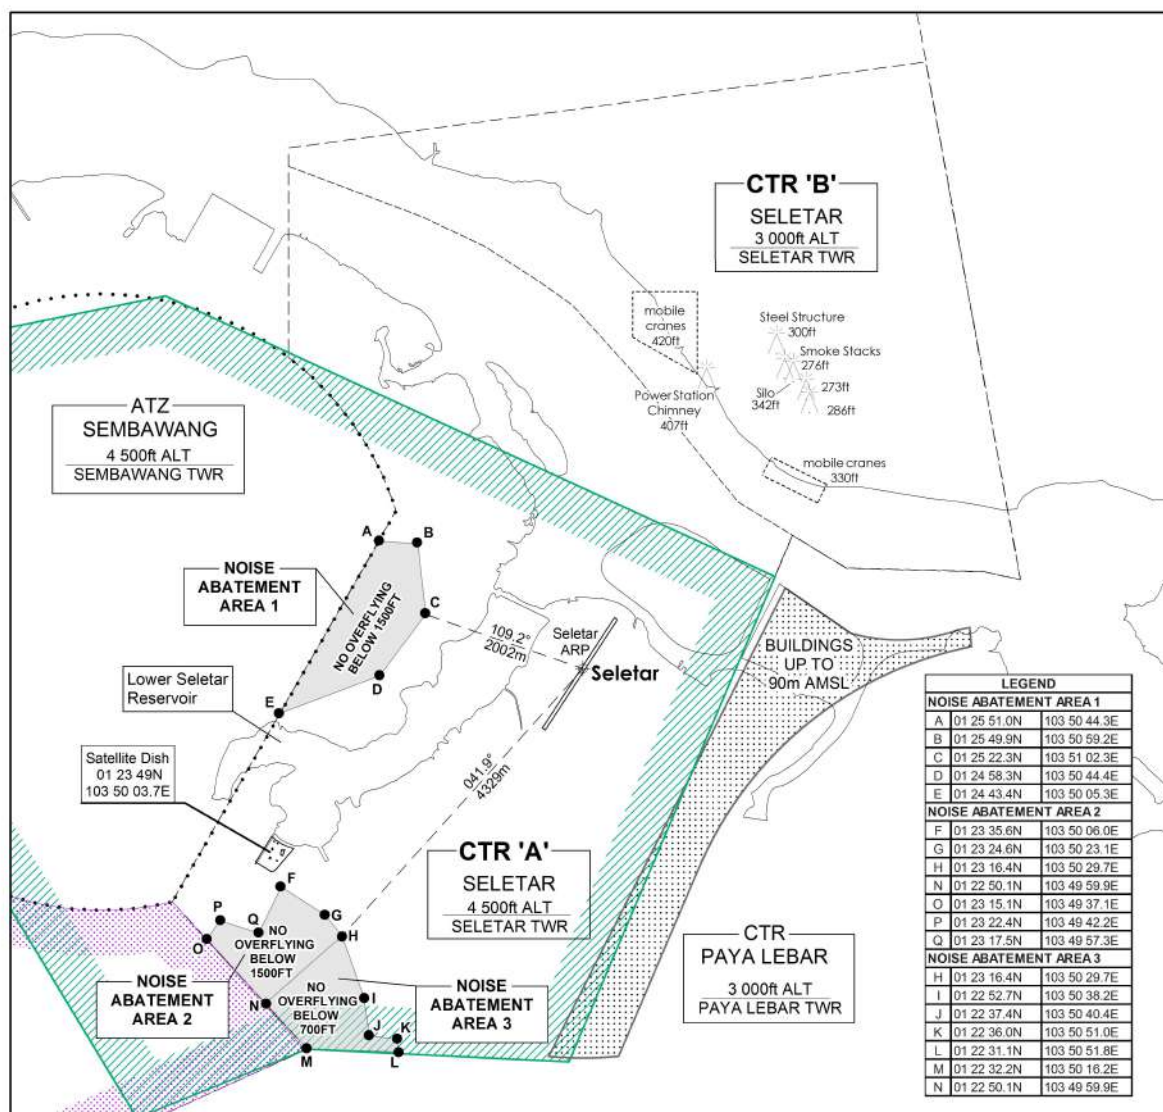 CTR 'B'
SELETAR
3 000ft ALT
SELETAR TWR
mobile
cranes
420ft
Steel Structure
300ft
Smoke Stacks
276ft
273ft
Silo
342ft
286ft
Power Station
Chimney
407ft
mobile cranes
330ft
ATZ
SEMBAWANG
4 500ft ALT
SEMBAWANG TWR
A
B
C
D
E
NOISE
ABATEMENT
AREA 1
NO OVERFLYING
BELOW 1500FT
109.2°
2002m
Seletar
ARP
Seletar
BUILDINGS
UP TO
90m AMSL
Lower Seletar
Reservoir
Satellite Dish
01 23 49N
103 50 03.7E
041.9°
4329m
CTR 'A'
SELETAR
4 500ft ALT
SELETAR TWR
F
G
H
P
Q
O
NO
OVERFLYING
BELOW
1500FT
NOISE
ABATEMENT
AREA 2
N
NO
OVERFLYING
BELOW
700FT
I
J
K
L
M
NOISE
ABATEMENT
AREA 3
CTR
PAYA LEBAR
3 000ft ALT
PAYA LEBAR TWR
LEGEND
NOISE ABATEMENT AREA 1
A 01 25 51.0N 103 50 44.3E
B 01 25 49.9N 103 50 59.2E
C 01 25 22.3N 103 51 02.3E
D 01 24 58.3N 103 50 44.4E
E 01 24 43.4N 103 50 05.3E
NOISE ABATEMENT AREA 2
F 01 23 35.6N 103 50 06.0E
G 01 23 24.6N 103 50 23.1E
H 01 23 16.4N 103 50 29.7E
N 01 22 50.1N 103 49 59.9E
O 01 23 15.1N 103 49 37.1E
P 01 23 22.4N 103 49 42.2E
Q 01 23 17.5N 103 49 57.3E
NOISE ABATEMENT AREA 3
H 01 23 16.4N 103 50 29.7E
I 01 22 52.7N 103 50 38.2E
J 01 22 37.4N 103 50 40.4E
K 01 22 36.0N 103 50 51.0E
L 01 22 31.1N 103 50 51.8E
M 01 22 32.2N 103 50 16.2E
N 01 22 50.1N 103 49 59.9E